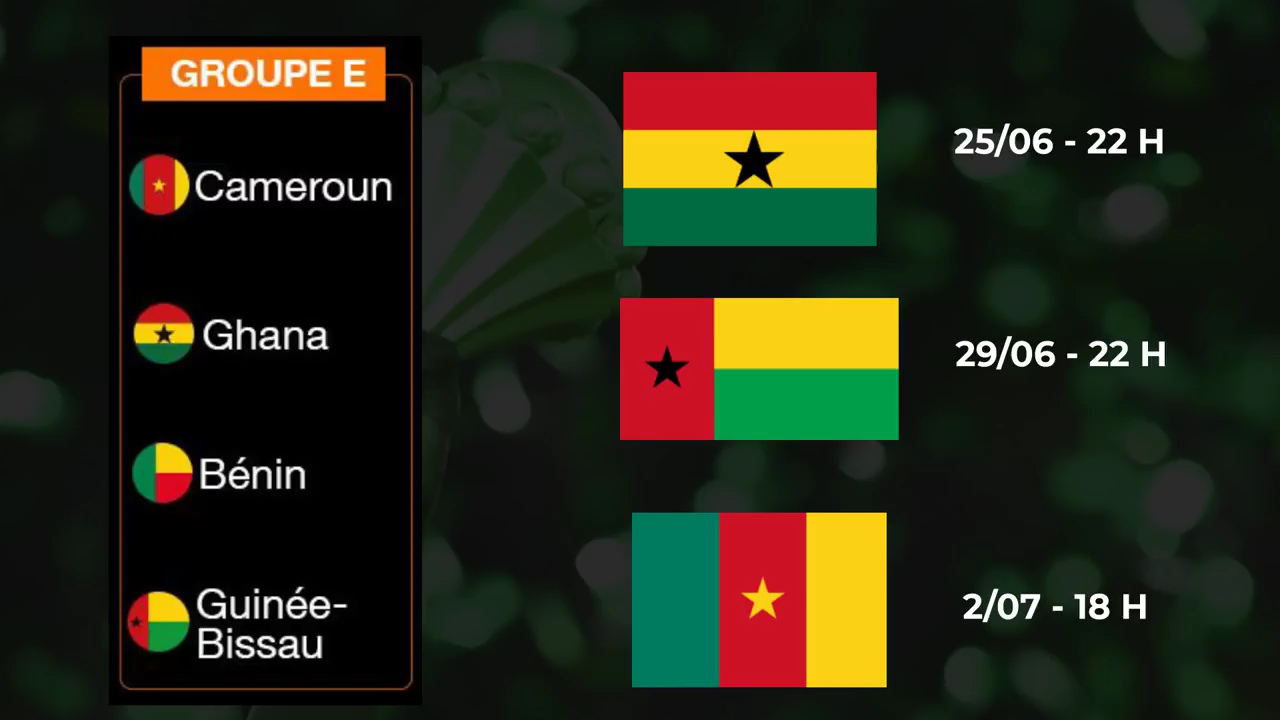 GROUPE E
Cameroun
Ghana
Bénin
Guinée-
Bissau
25/06 - 22 H
29/06 - 22 H
2/07 - 18 H